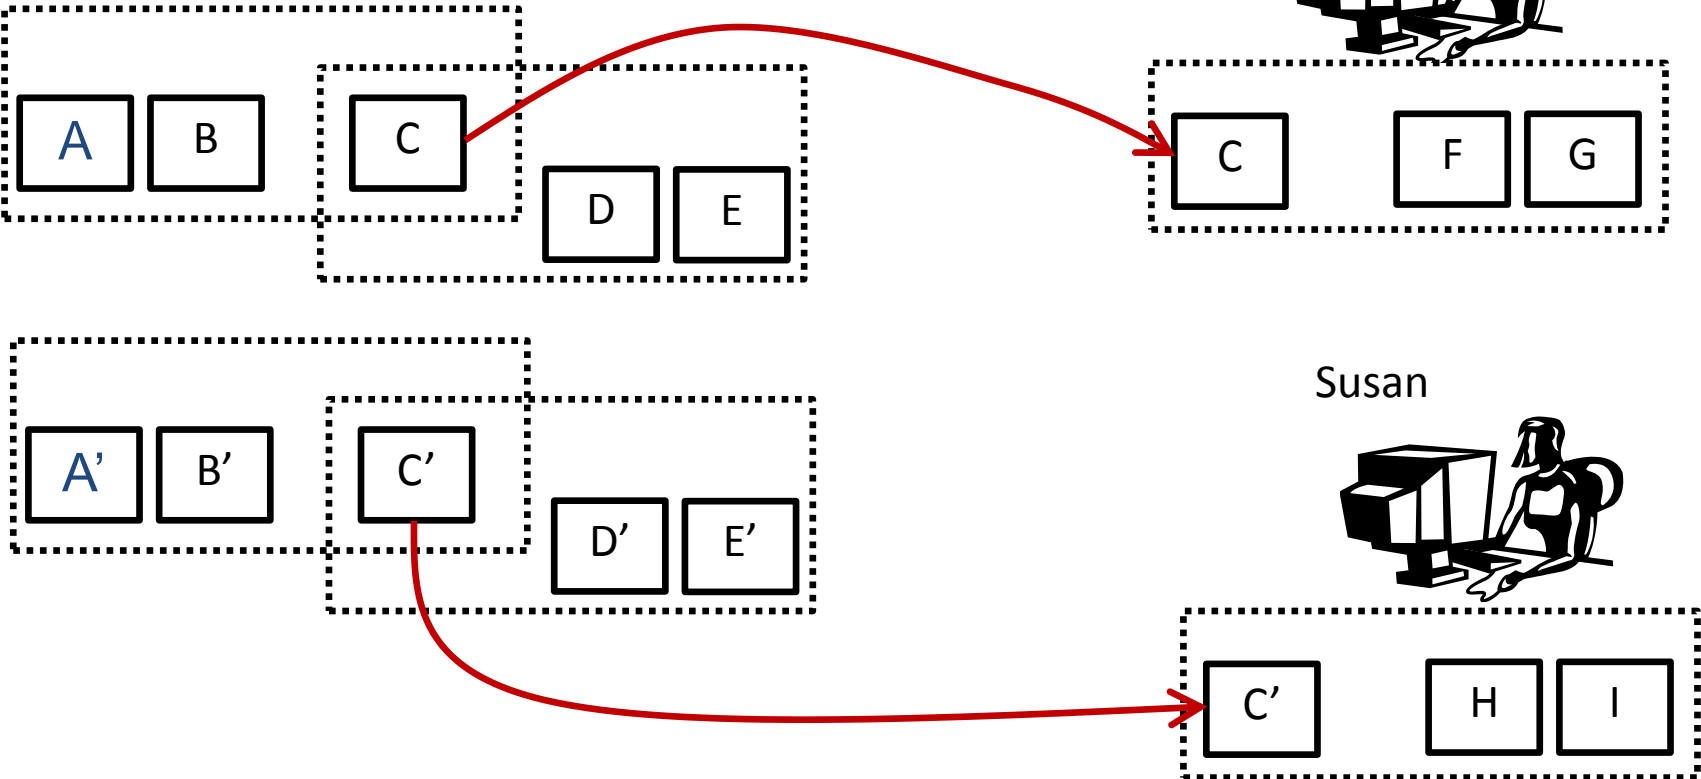 A B C
D E
C F G
Susan
A’ B’ C’
D’ E’
C’ H I